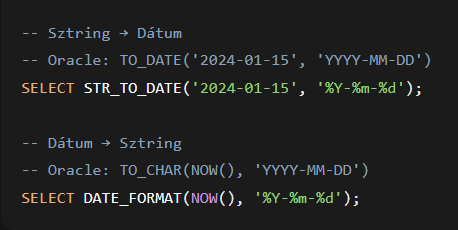 -- Sztring → Dátum
-- Oracle: TO_DATE('2024-01-15', 'YYYY-MM-DD')
SELECT STR_TO_DATE('2024-01-15', '%Y-%m-%d');
-- Dátum → Sztring
-- Oracle: TO_CHAR(NOW(), 'YYYY-MM-DD')
SELECT DATE_FORMAT(NOW(), '%Y-%m-%d');